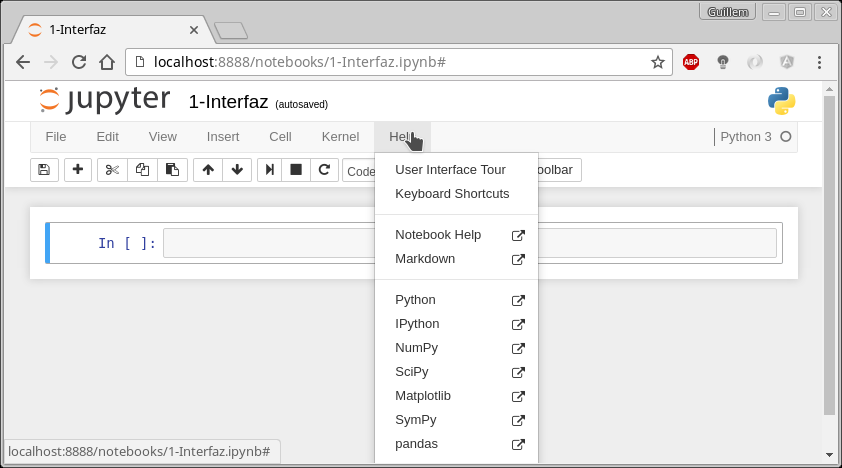 Guillem
1-Interfaz
localhost:8888/notebooks/1-Interfaz.ipynb#
ABP
jupyter 1-Interfaz (autosaved)
File Edit View Insert Cell Kernel Help Python 3
Code oolbar
User Interface Tour
Keyboard Shortcuts
In [ ]:
Notebook Help
Markdown
Python
IPython
NumPy
SciPy
Matplotlib
SymPy
pandas
localhost:8888/notebooks/1-Interfaz.ipynb#